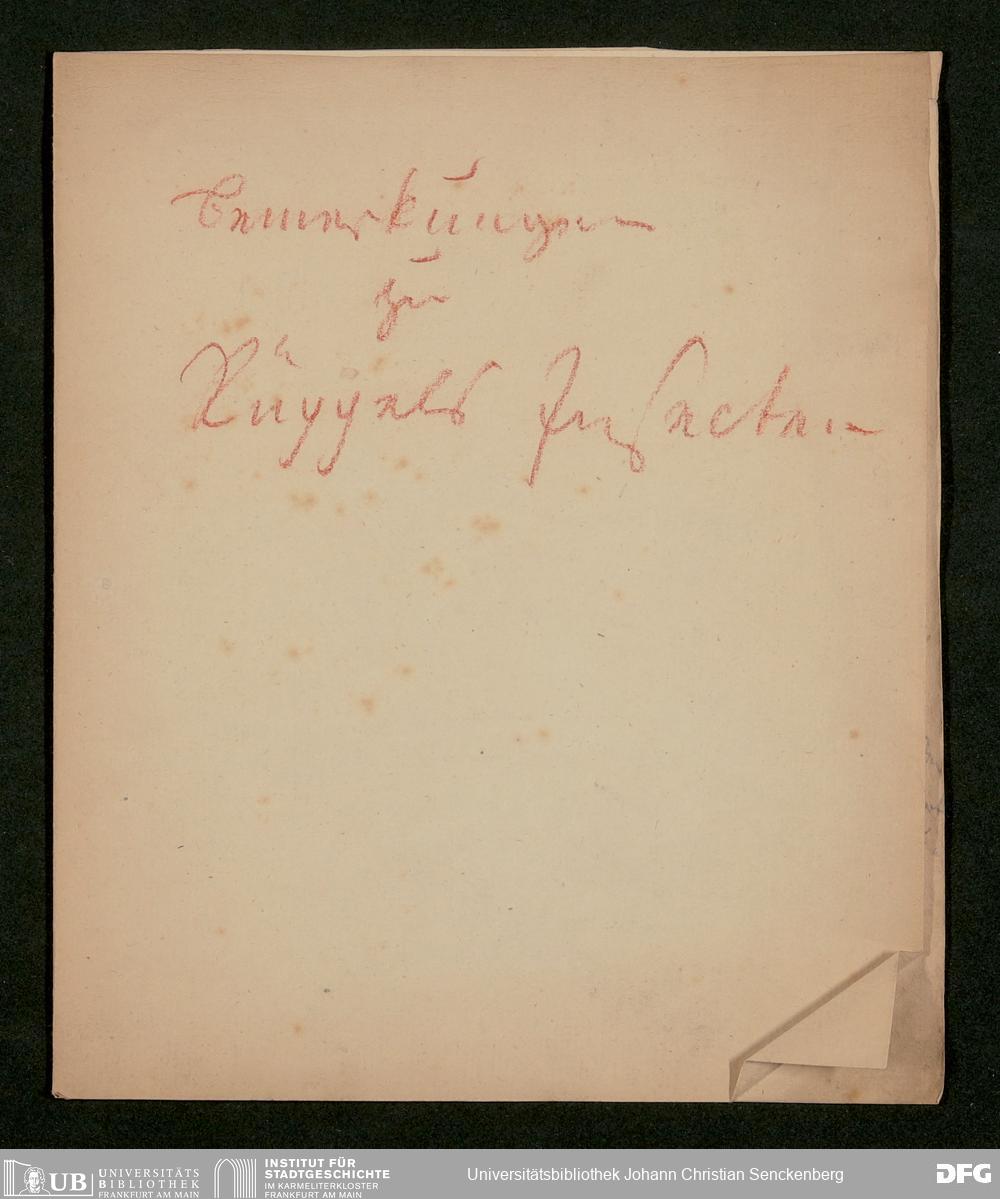 Bemerkungen
zu
Rüppels Insecten
UB UNIVERSITÄTS
BIBLIOTHEK
FRANKFURT AM MAIN
INSTITUT FÜR
STADTGESCHICHTE
IM KARMELITERKLOSTER
FRANKFURT AM MAIN
Universitätsbibliothek Johann Christian Senckenberg
DFG